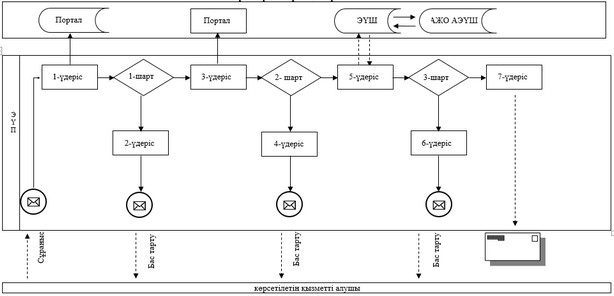 Портал
Портал
ЭҮШ
АЖО АЭҮШ
ЭҮП
1-үдеріс
1-шарт
3-үдеріс
2- шарт
5-үдеріс
3-шарт
7-үдеріс
2-үдеріс
4-үдеріс
6-үдеріс
Сұраныс
Бас тарту
Бас тарту
Бас тарту
көрсетілетін қызметті алушы